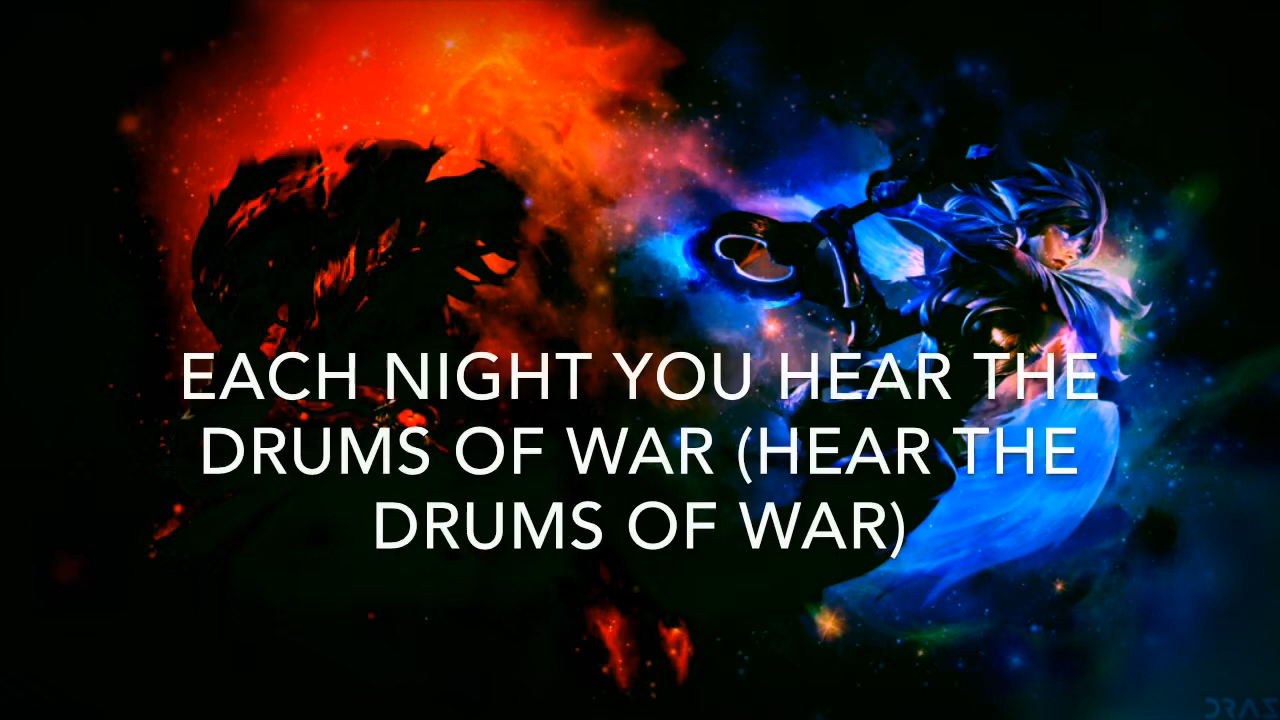 EACH NIGHT YOU HEAR THE
DRUMS OF WAR (HEAR THE
DRUMS OF WAR)